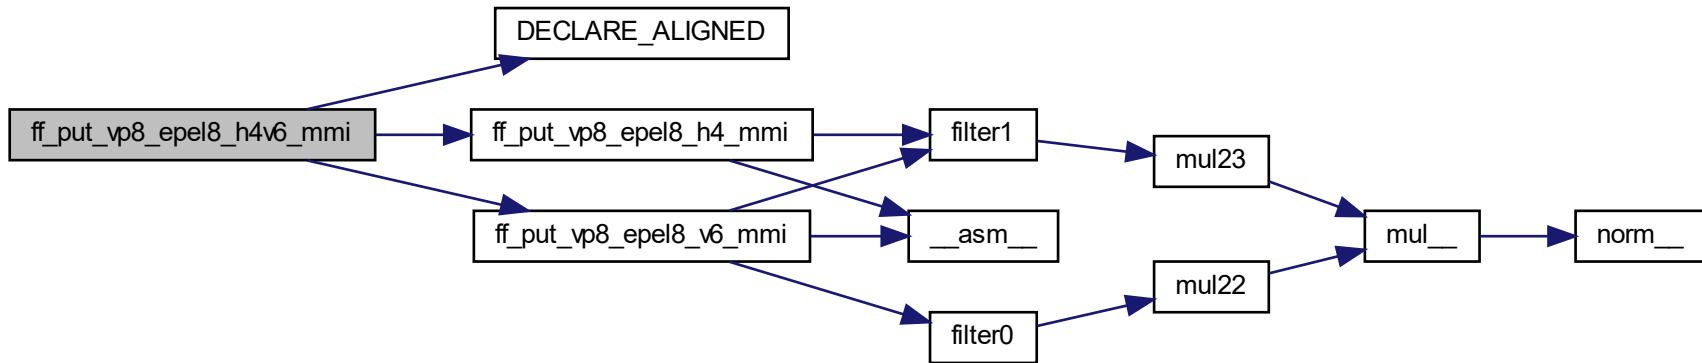 DECLARE_ALIGNED
ff_put_vp8_epel8_h4v6_mmi
ff_put_vp8_epel8_h4_mmi
filter1
mul23
ff_put_vp8_epel8_v6_mmi
__asm__
mul__
norm__
mul22
filter0